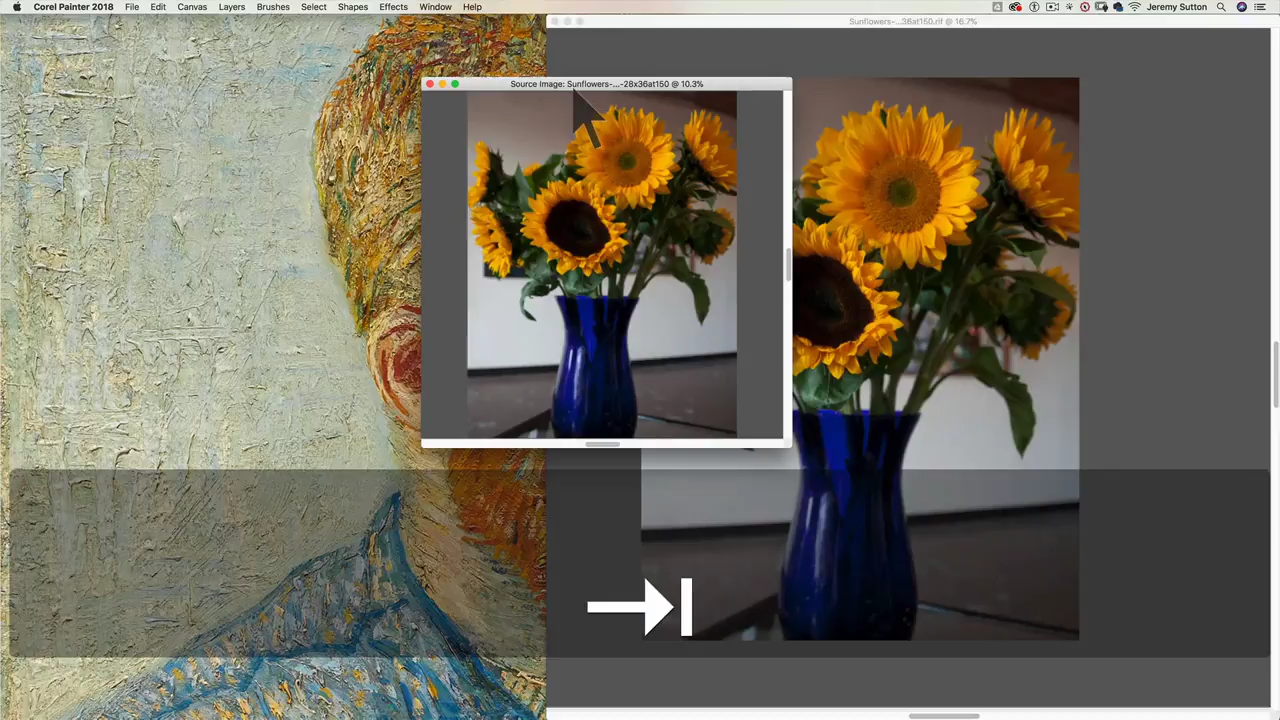 Corel Painter 2018 File Edit Canvas Layers Brushes Select Shapes Effects Window Help Jeremy Sutton
Sunflowers-...36at150.rif @ 16.7%
Source Image: Sunflowers-...-28x36at150 @ 10.3%